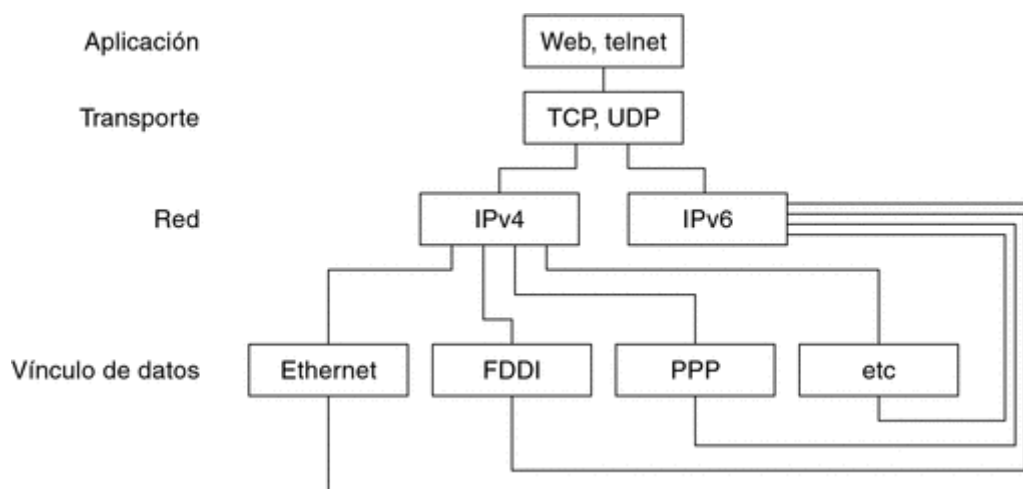 Aplicación
Web, telnet
Transporte
TCP, UDP
Red
IPv4
IPv6
Vínculo de datos
Ethernet
FDDI
PPP
etc